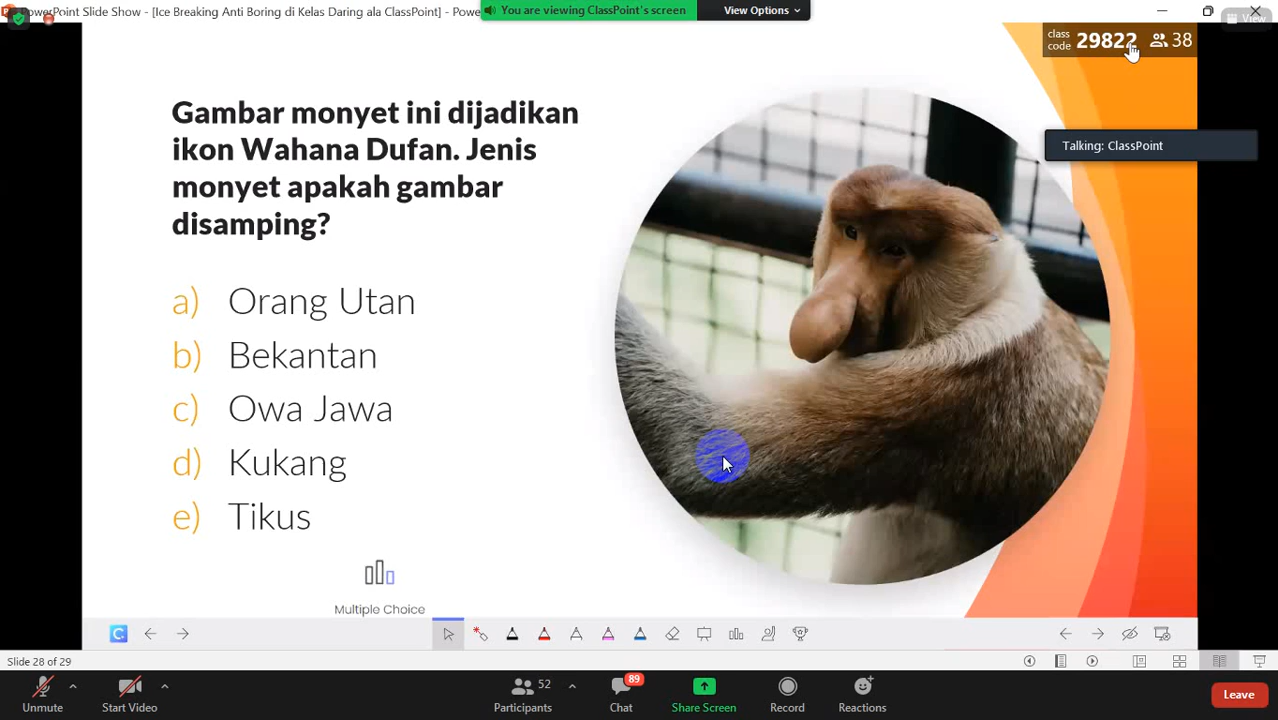 PowerPoint Slide Show - [Ice Breaking Anti Boring di Kelas Daring ala ClassPoint] - Powe
You are viewing ClassPoint's screen
View Options
View
class code 29822 38
Talking: ClassPoint
Gambar monyet ini dijadikan
ikon Wahana Dufan. Jenis
monyet apakah gambar
disamping?
a) Orang Utan
b) Bekantan
c) Owa Jawa
d) Kukang
e) Tikus
Multiple Choice
Slide 28 of 29
Unmute
Start Video
52
Participants
89
Chat
Share Screen
Record
Reactions
Leave